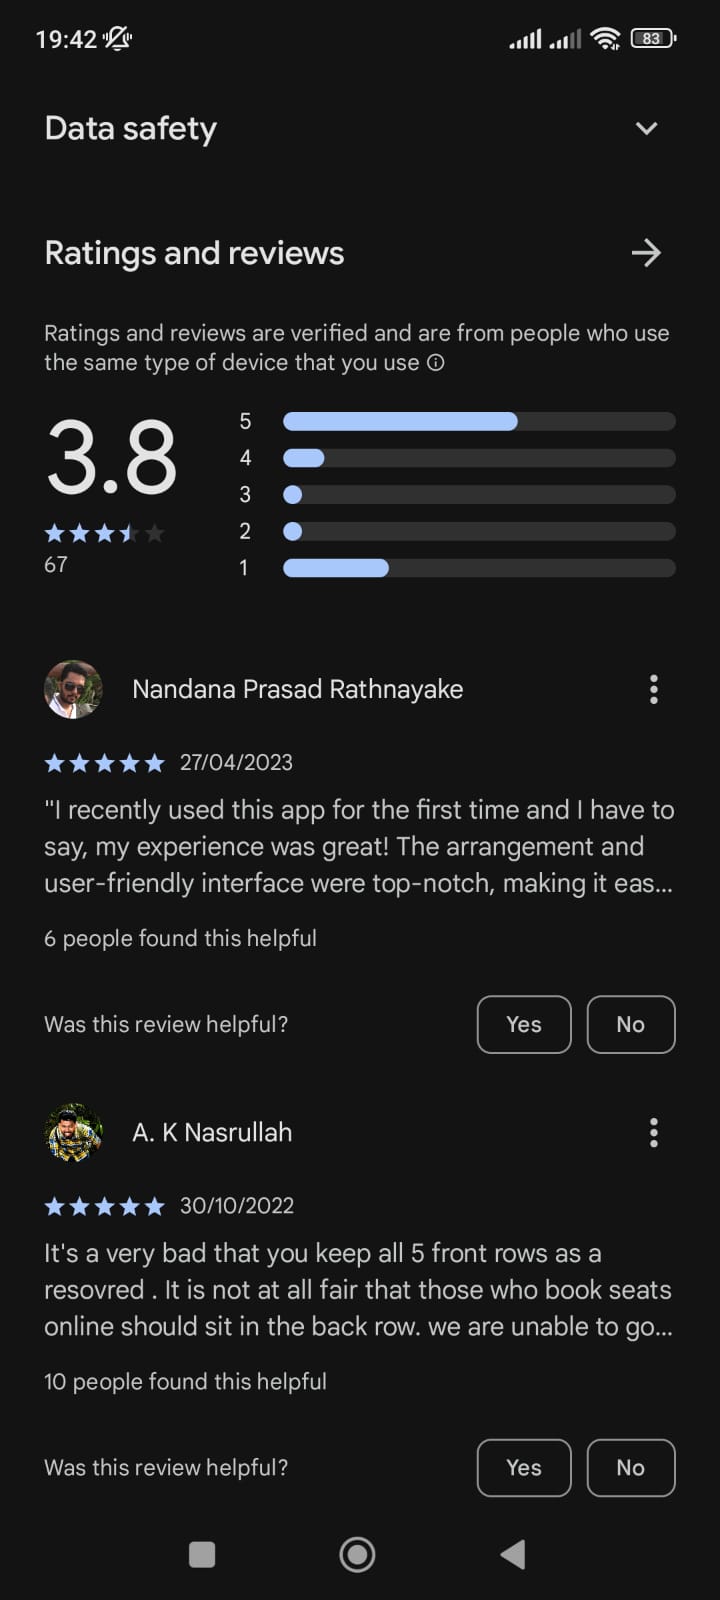 19:42
83
Data safety
Ratings and reviews
Ratings and reviews are verified and are from people who use
the same type of device that you use
3.8
67
5
4
3
2
1
Nandana Prasad Rathnayake
27/04/2023
"I recently used this app for the first time and I have to
say, my experience was great! The arrangement and
user-friendly interface were top-notch, making it eas...
6 people found this helpful
Was this review helpful?
Yes
No
A. K Nasrullah
30/10/2022
It's a very bad that you keep all 5 front rows as a
resovred . It is not at all fair that those who book seats
online should sit in the back row. we are unable to go...
10 people found this helpful
Was this review helpful?
Yes
No